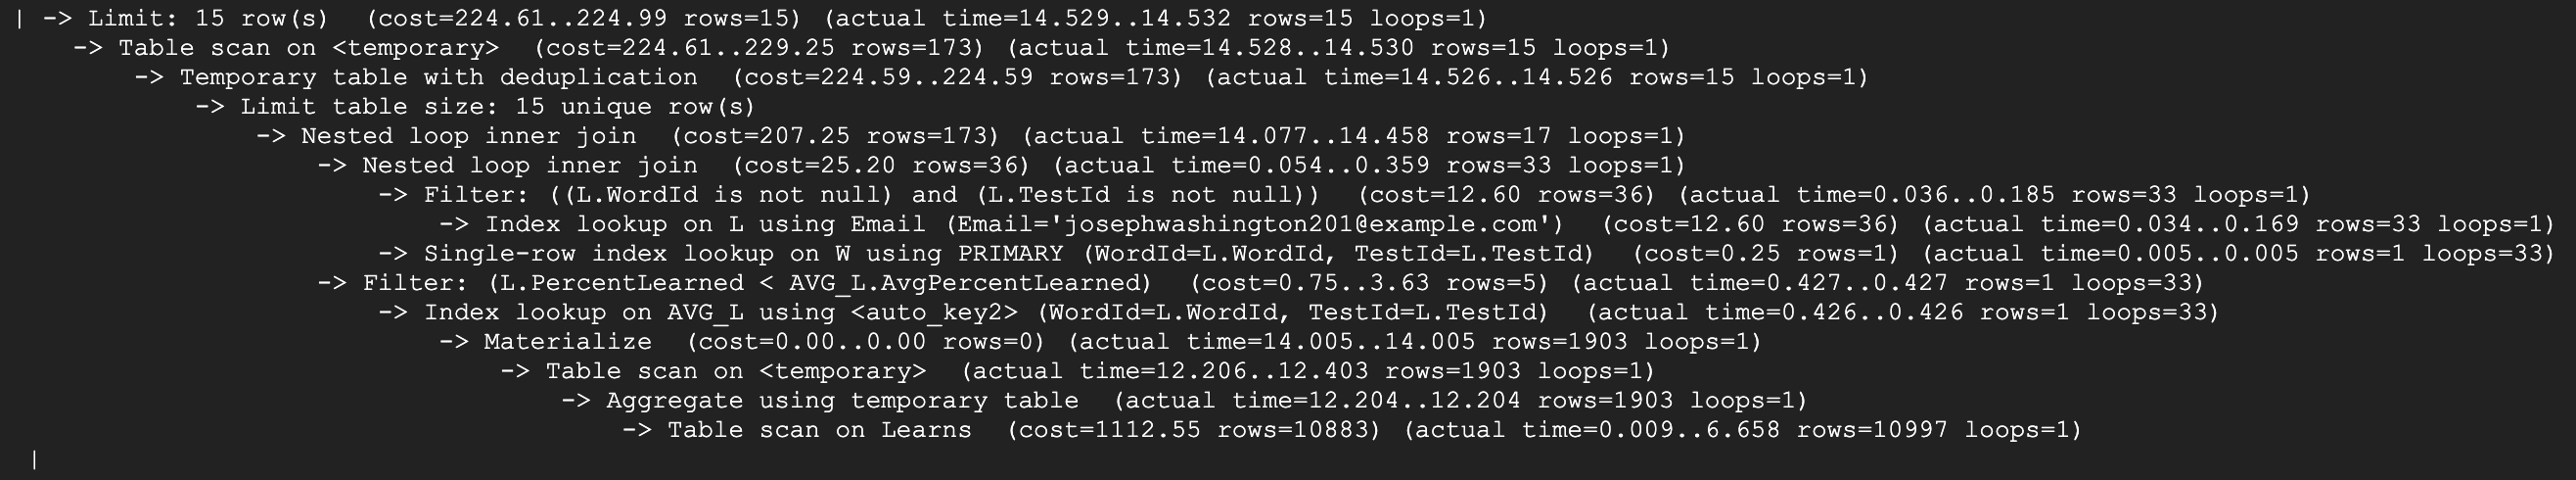 | -> Limit: 15 row(s)  (cost=224.61..224.99 rows=15) (actual time=14.529..14.532 rows=15 loops=1)
    -> Table scan on <temporary>  (cost=224.61..229.25 rows=173) (actual time=14.528..14.530 rows=15 loops=1)
        -> Temporary table with deduplication  (cost=224.59..224.59 rows=173) (actual time=14.526..14.526 rows=15 loops=1)
            -> Limit table size: 15 unique row(s)
                -> Nested loop inner join  (cost=207.25 rows=173) (actual time=14.077..14.458 rows=17 loops=1)
                    -> Nested loop inner join  (cost=25.20 rows=36) (actual time=0.054..0.359 rows=33 loops=1)
                        -> Filter: ((L.WordId is not null) and (L.TestId is not null))  (cost=12.60 rows=36) (actual time=0.036..0.185 rows=33 loops=1)
                            -> Index lookup on L using Email (Email='josephwashington201@example.com')  (cost=12.60 rows=36) (actual time=0.034..0.169 rows=33 loops=1)
                        -> Single-row index lookup on W using PRIMARY (WordId=L.WordId, TestId=L.TestId)  (cost=0.25 rows=1) (actual time=0.005..0.005 rows=1 loops=33)
                    -> Filter: (L.PercentLearned < AVG_L.AvgPercentLearned)  (cost=0.75..3.63 rows=5) (actual time=0.427..0.427 rows=1 loops=33)
                        -> Index lookup on AVG_L using <auto_key2> (WordId=L.WordId, TestId=L.TestId)  (actual time=0.426..0.426 rows=1 loops=33)
                            -> Materialize  (cost=0.00..0.00 rows=0) (actual time=14.005..14.005 rows=1903 loops=1)
                                -> Table scan on <temporary>  (actual time=12.206..12.403 rows=1903 loops=1)
                                    -> Aggregate using temporary table  (actual time=12.204..12.204 rows=1903 loops=1)
                                        -> Table scan on Learns  (cost=1112.55 rows=10883) (actual time=0.009..6.658 rows=10997 loops=1)
 |